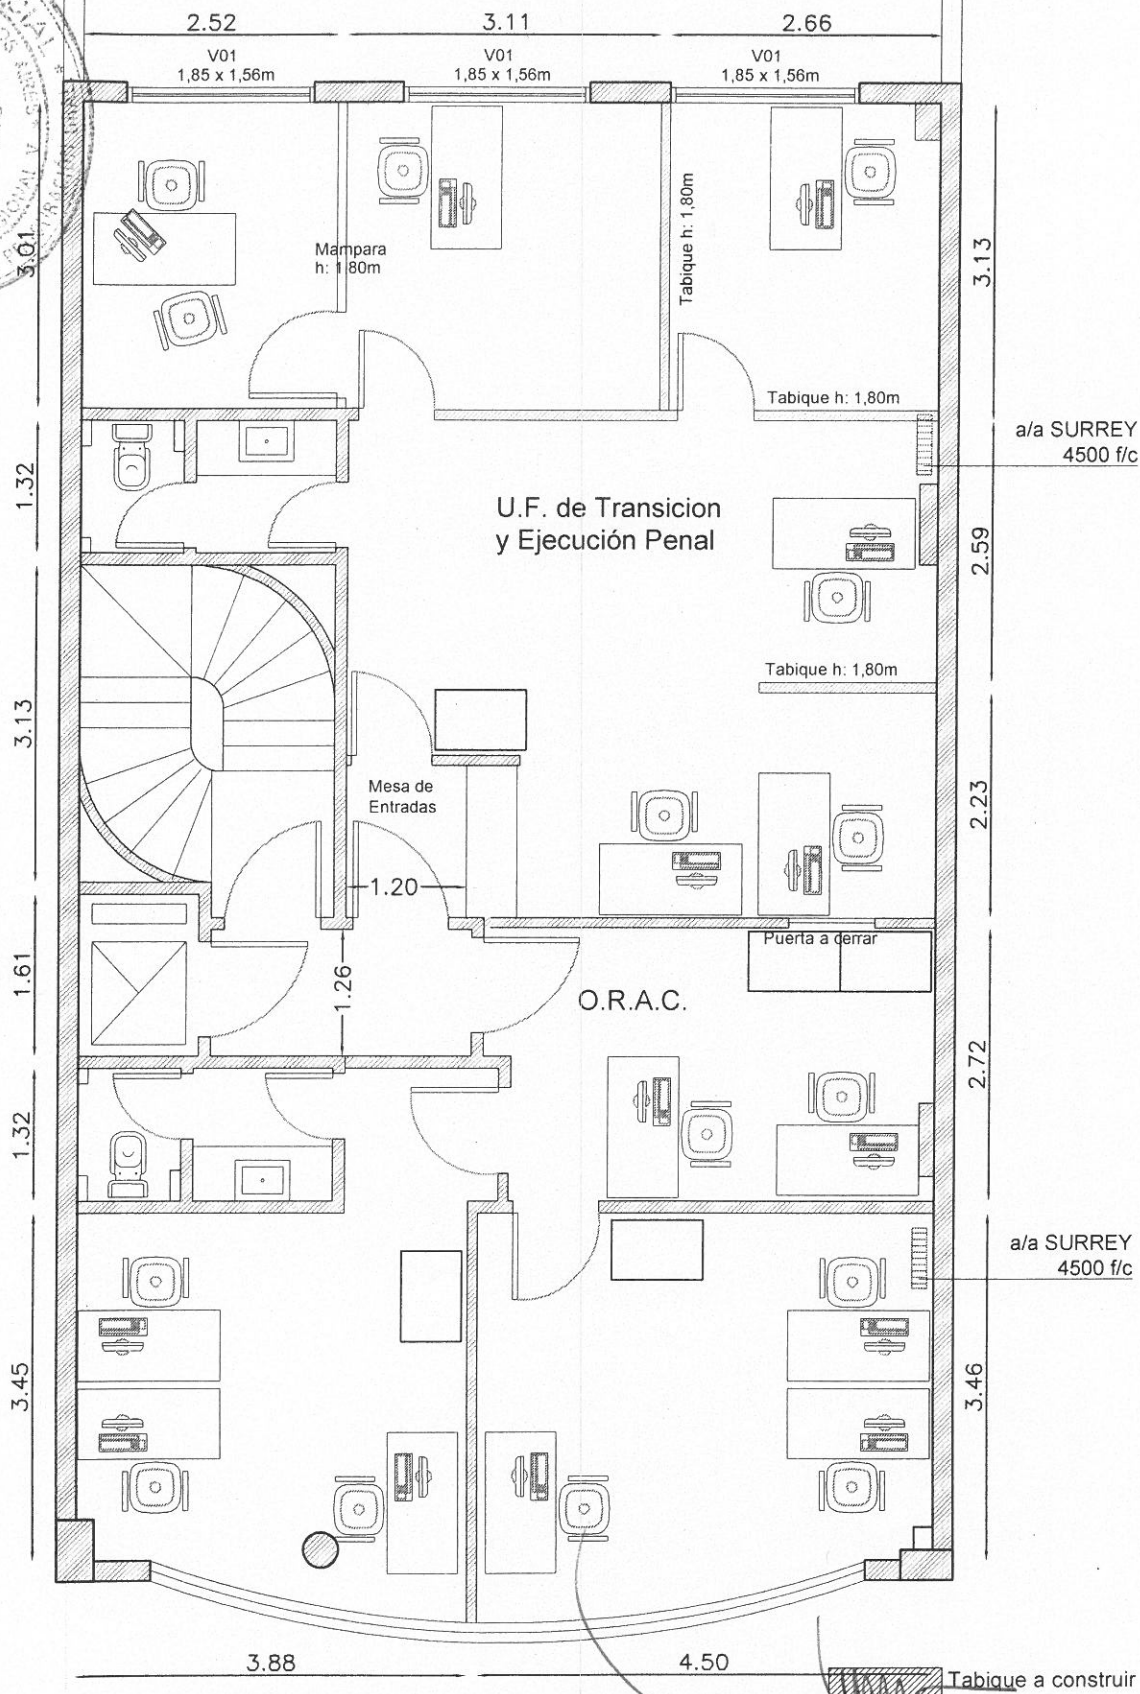 2.52
3.11
2.66
V01
1,85 x 1,56m
V01
1,85 x 1,56m
V01
1,85 x 1,56m
3.01
Mampara
h: 1,80m
Tabique h: 1,80m
3.13
Tabique h: 1,80m
a/a SURREY
4500 f/c
1.32
U.F. de Transicion
y Ejecución Penal
2.59
Tabique h: 1,80m
3.13
Mesa de
Entradas
2.23
1.20
Puerta a cerrar
1.61
1.26
O.R.A.C.
2.72
1.32
a/a SURREY
4500 f/c
3.45
3.46
3.88
4.50
Tabique a construir